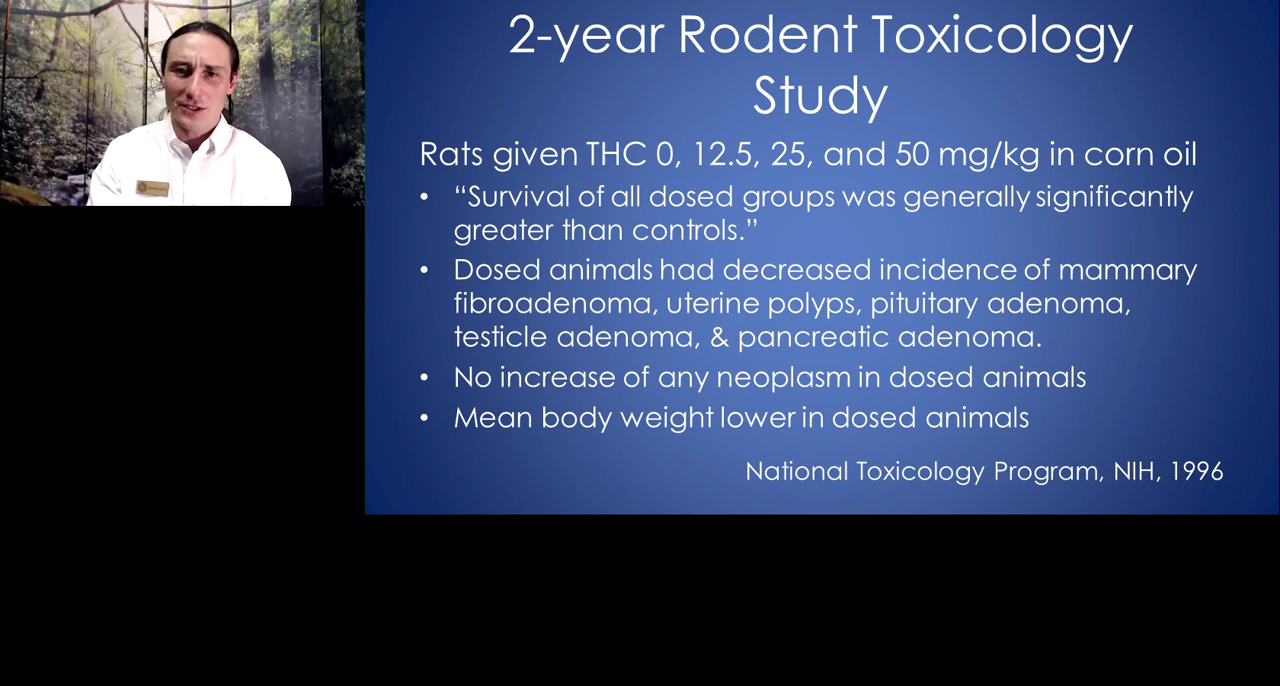 2-year Rodent Toxicology
Study
Rats given THC 0, 12.5, 25, and 50 mg/kg in corn oil
• “Survival of all dosed groups was generally significantly
greater than controls.”
• Dosed animals had decreased incidence of mammary
fibroadenoma, uterine polyps, pituitary adenoma,
testicle adenoma, & pancreatic adenoma.
• No increase of any neoplasm in dosed animals
• Mean body weight lower in dosed animals
National Toxicology Program, NIH, 1996